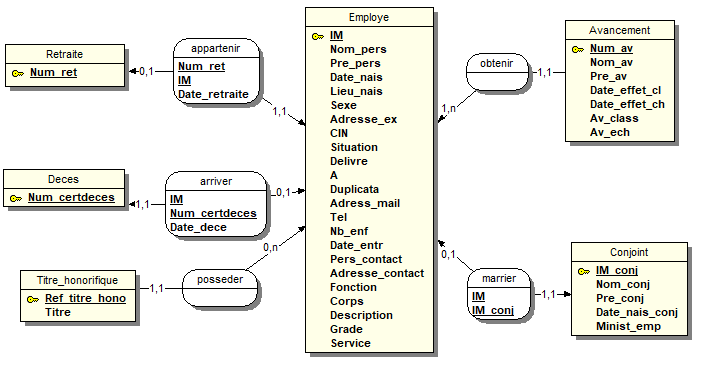 Retraite
Num_ret
0,1
appartenir
Num_ret
IM
Date_retraite
1,1
Deces
Num_certdeces
1,1
arriver
IM
Num_certdeces
Date_dece
0,1
Titre_honorifique
Ref_titre_hono
Titre
1,1
posseder
0,n
Employe
IM
Nom_pers
Pre_pers
Date_nais
Lieu_nais
Sexe
Adresse_ex
CIN
Situation
Delivre
A
Duplicata
Adress_mail
Tel
Nb_enf
Date_entr
Pers_contact
Adresse_contact
Fonction
Corps
Description
Grade
Service
obtenir
1,n
1,1
Avancement
Num_av
Nom_av
Pre_av
Date_effet_cl
Date_effet_ch
Av_class
Av_ech
0,1
marrier
IM
IM_conj
1,1
Conjoint
IM_conj
Nom_conj
Pre_conj
Date_nais_conj
Minist_emp